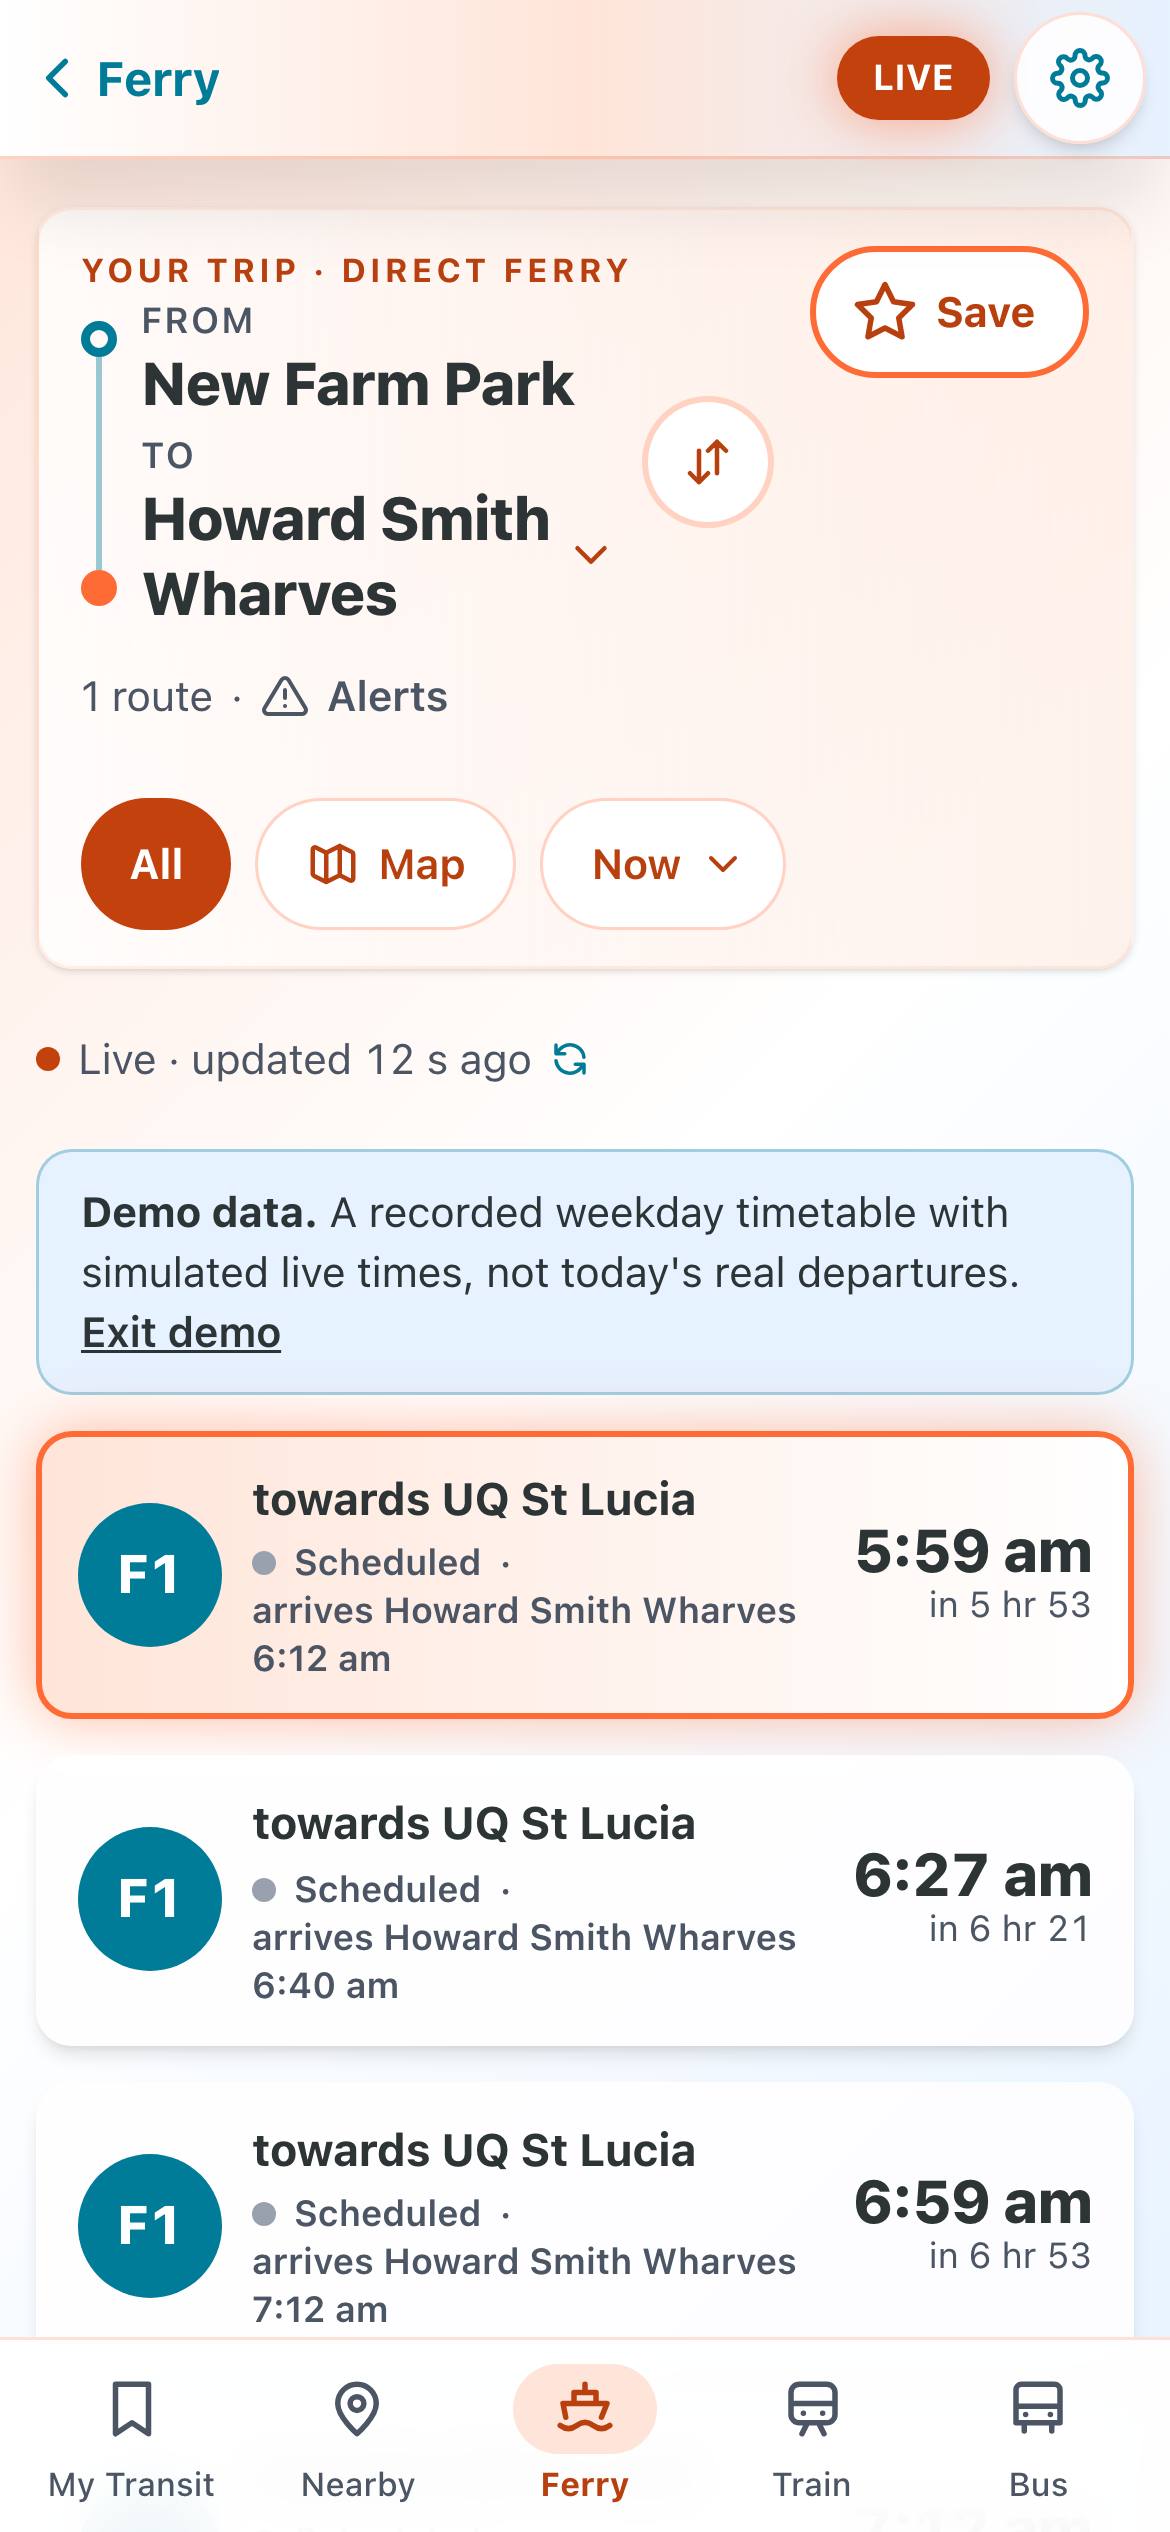 Ferry
LIVE
YOUR TRIP · DIRECT FERRY
Save
FROM
New Farm Park
TO
Howard Smith
Wharves
1 route · Alerts
All
Map
Now
Live · updated 12 s ago
Demo data. A recorded weekday timetable with
simulated live times, not today's real departures.
Exit demo
F1
towards UQ St Lucia
Scheduled ·
arrives Howard Smith Wharves
6:12 am
5:59 am
in 5 hr 53
F1
towards UQ St Lucia
Scheduled ·
arrives Howard Smith Wharves
6:40 am
6:27 am
in 6 hr 21
F1
towards UQ St Lucia
Scheduled ·
arrives Howard Smith Wharves
7:12 am
6:59 am
in 6 hr 53
My Transit
Nearby
Ferry
Train
Bus